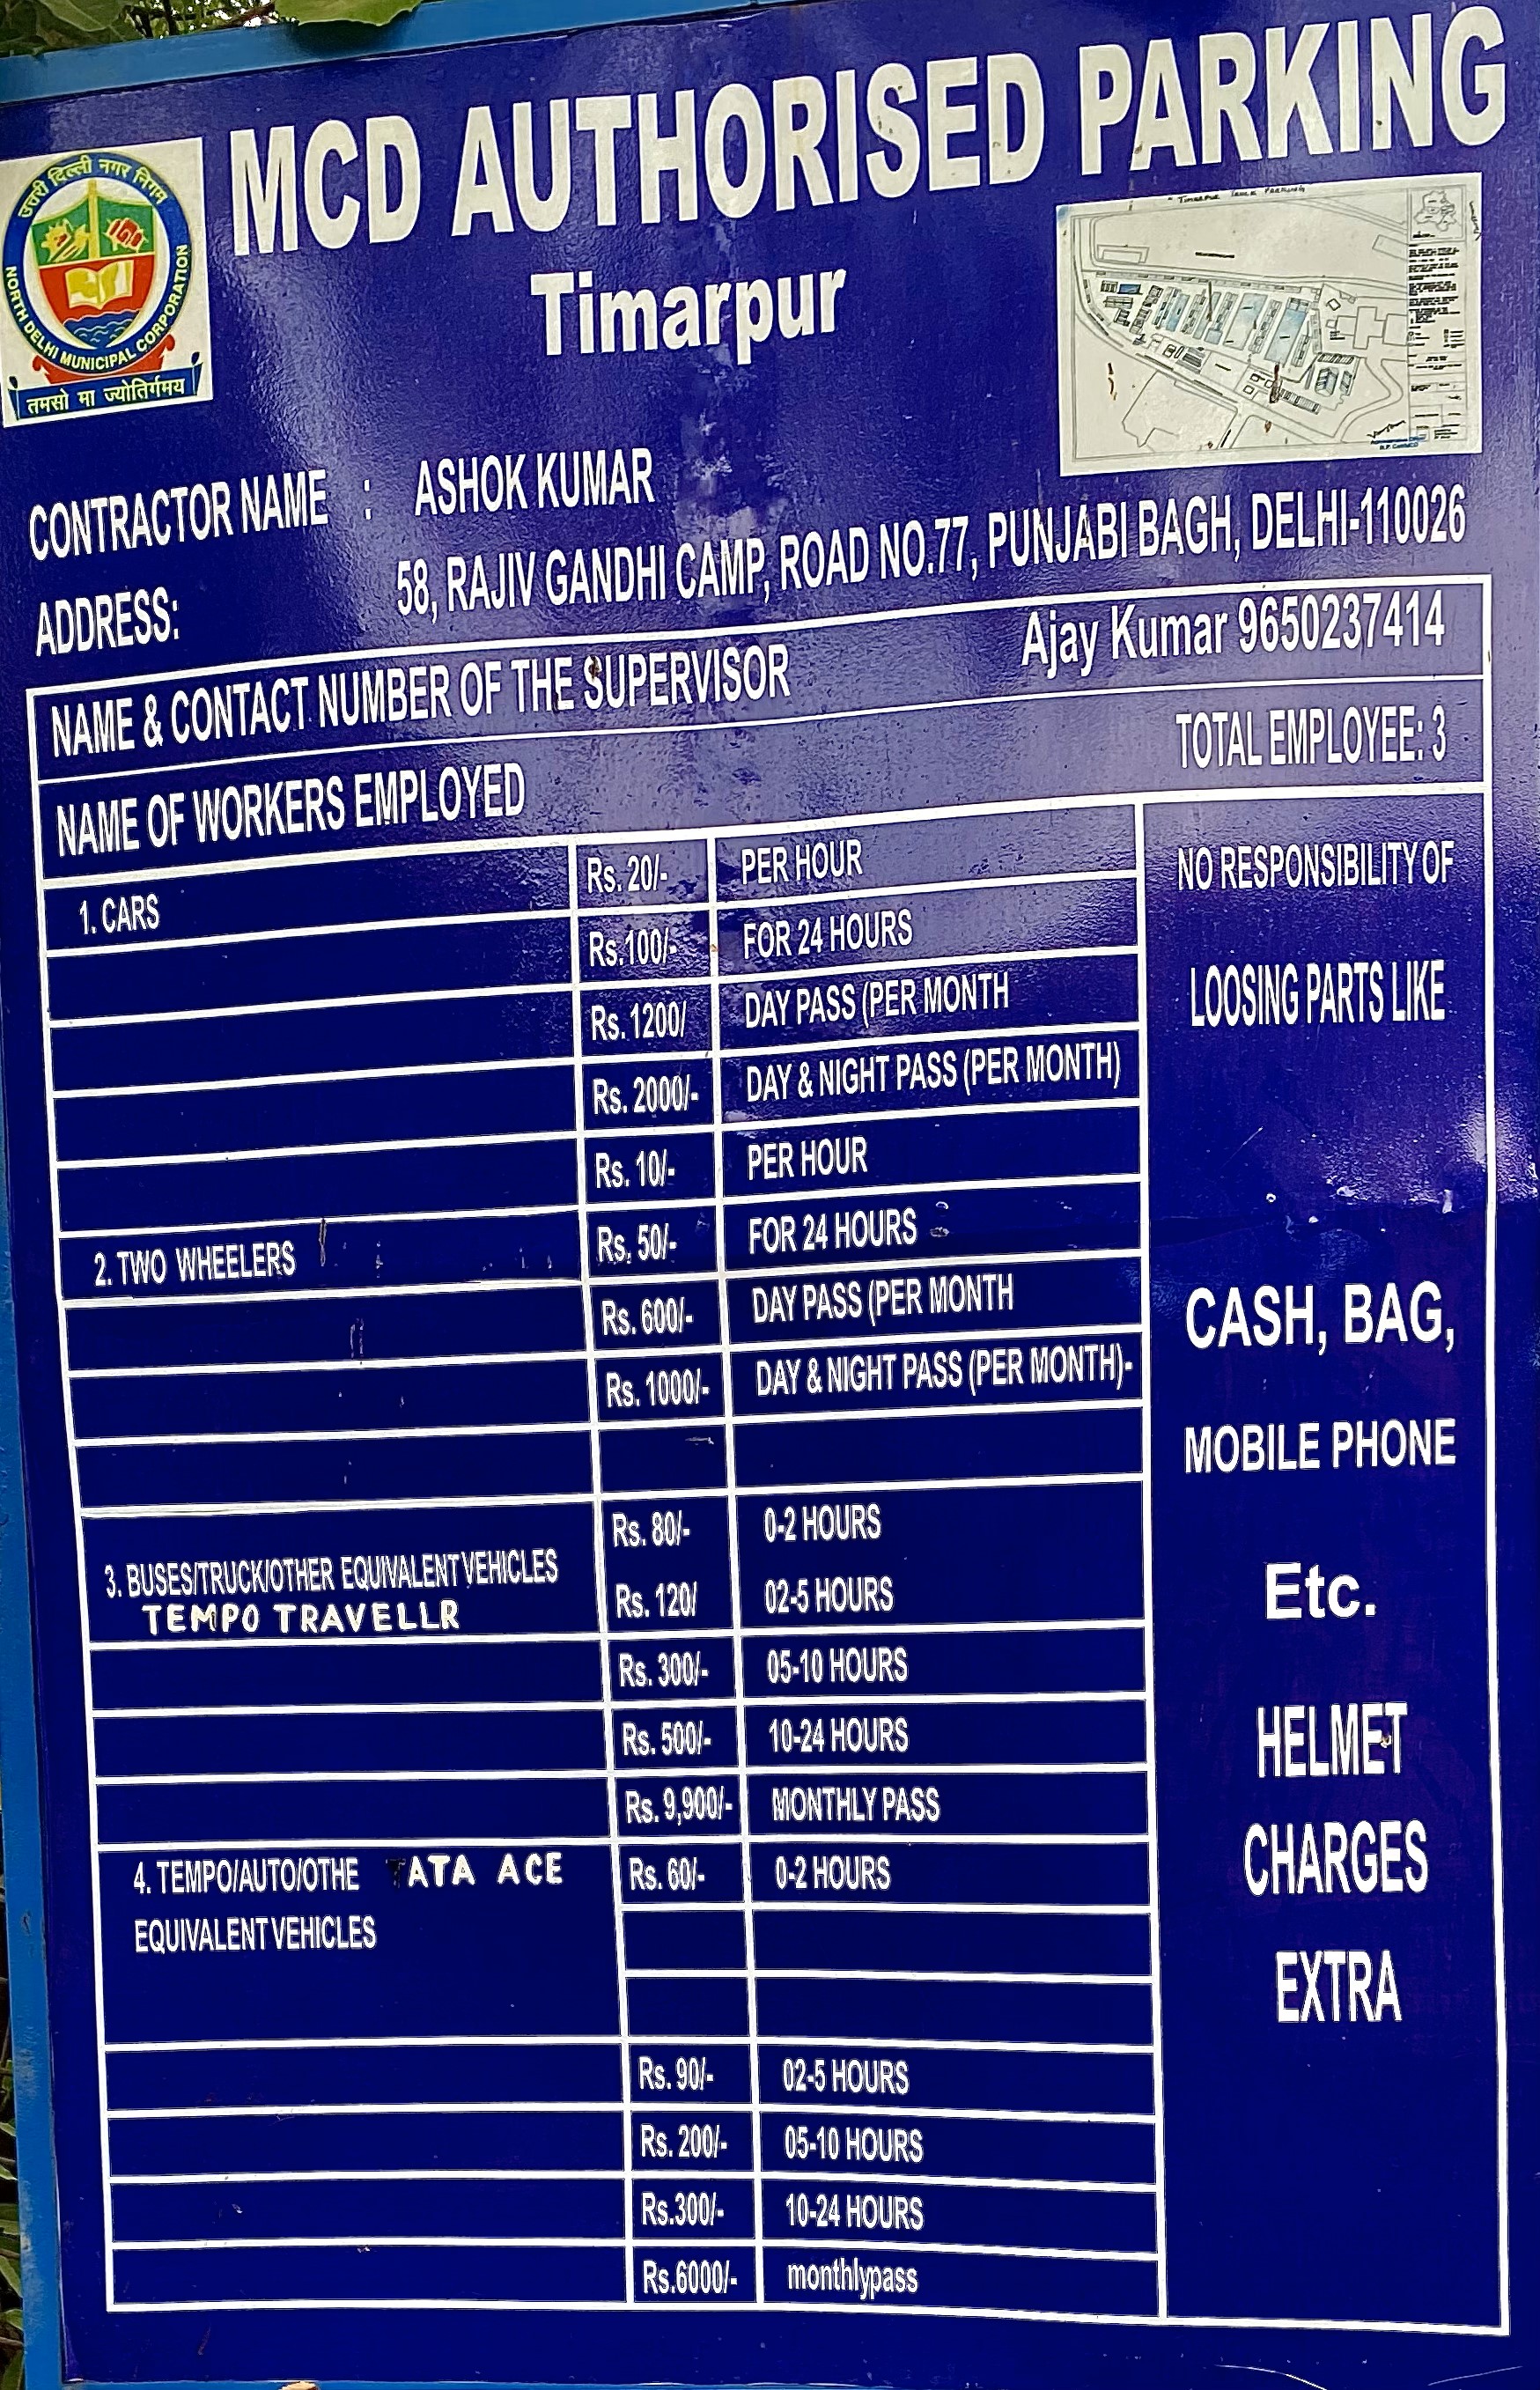 MCD AUTHORISED PARKING
Timarpur
उत्तरी दिल्ली नगर निगम
NORTH DELHI MUNICIPAL CORPORATION
तमसो मा ज्योतिर्गमय
CONTRACTOR NAME : ASHOK KUMAR
ADDRESS: 58, RAJIV GANDHI CAMP, ROAD NO.77, PUNJABI BAGH, DELHI-110026
NAME & CONTACT NUMBER OF THE SUPERVISOR Ajay Kumar 9650237414
NAME OF WORKERS EMPLOYED TOTAL EMPLOYEE: 3
1. CARS Rs. 20/- PER HOUR
Rs.100/- FOR 24 HOURS
Rs. 1200/ DAY PASS (PER MONTH
Rs. 2000/- DAY & NIGHT PASS (PER MONTH)
Rs. 10/- PER HOUR
2. TWO WHEELERS Rs. 50/- FOR 24 HOURS
Rs. 600/- DAY PASS (PER MONTH
Rs. 1000/- DAY & NIGHT PASS (PER MONTH)-
Rs. 80/- 0-2 HOURS
3. BUSES/TRUCK/OTHER EQUIVALENT VEHICLES Rs. 120/ 02-5 HOURS
TEMPO TRAVELLR
Rs. 300/- 05-10 HOURS
Rs. 500/- 10-24 HOURS
Rs. 9,900/- MONTHLY PASS
4. TEMPO/AUTO/OTHE TATA ACE Rs. 60/- 0-2 HOURS
EQUIVALENT VEHICLES
Rs. 90/- 02-5 HOURS
Rs. 200/- 05-10 HOURS
Rs.300/- 10-24 HOURS
Rs.6000/- monthlypass
NO RESPONSIBILITY OF
LOOSING PARTS LIKE
CASH, BAG,
MOBILE PHONE
Etc.
HELMET
CHARGES
EXTRA